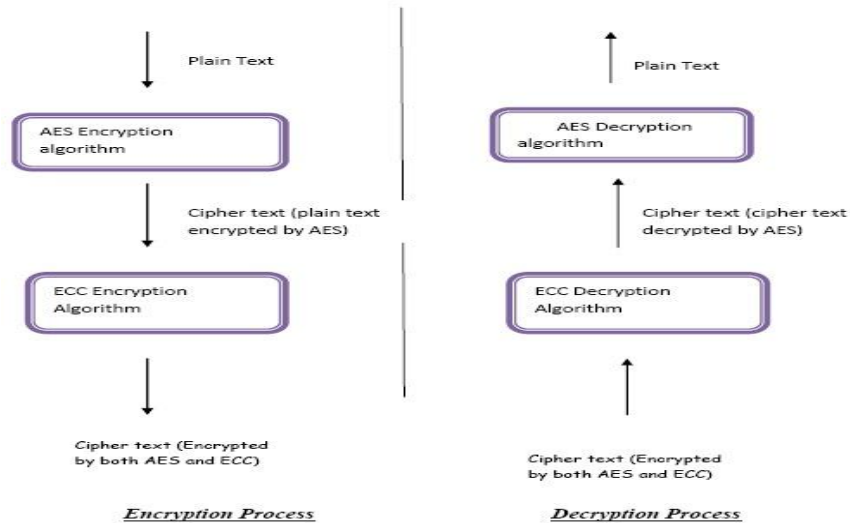 Plain Text
AES Encryption
algorithm
Cipher text (plain text
encrypted by AES)
ECC Encryption
Algorithm
Cipher text (Encrypted
by both AES and ECC)
Encryption Process
Plain Text
AES Decryption
algorithm
Cipher text (cipher text
decrypted by AES)
ECC Decryption
Algorithm
Cipher text (Encrypted
by both AES and ECC)
Decryption Process